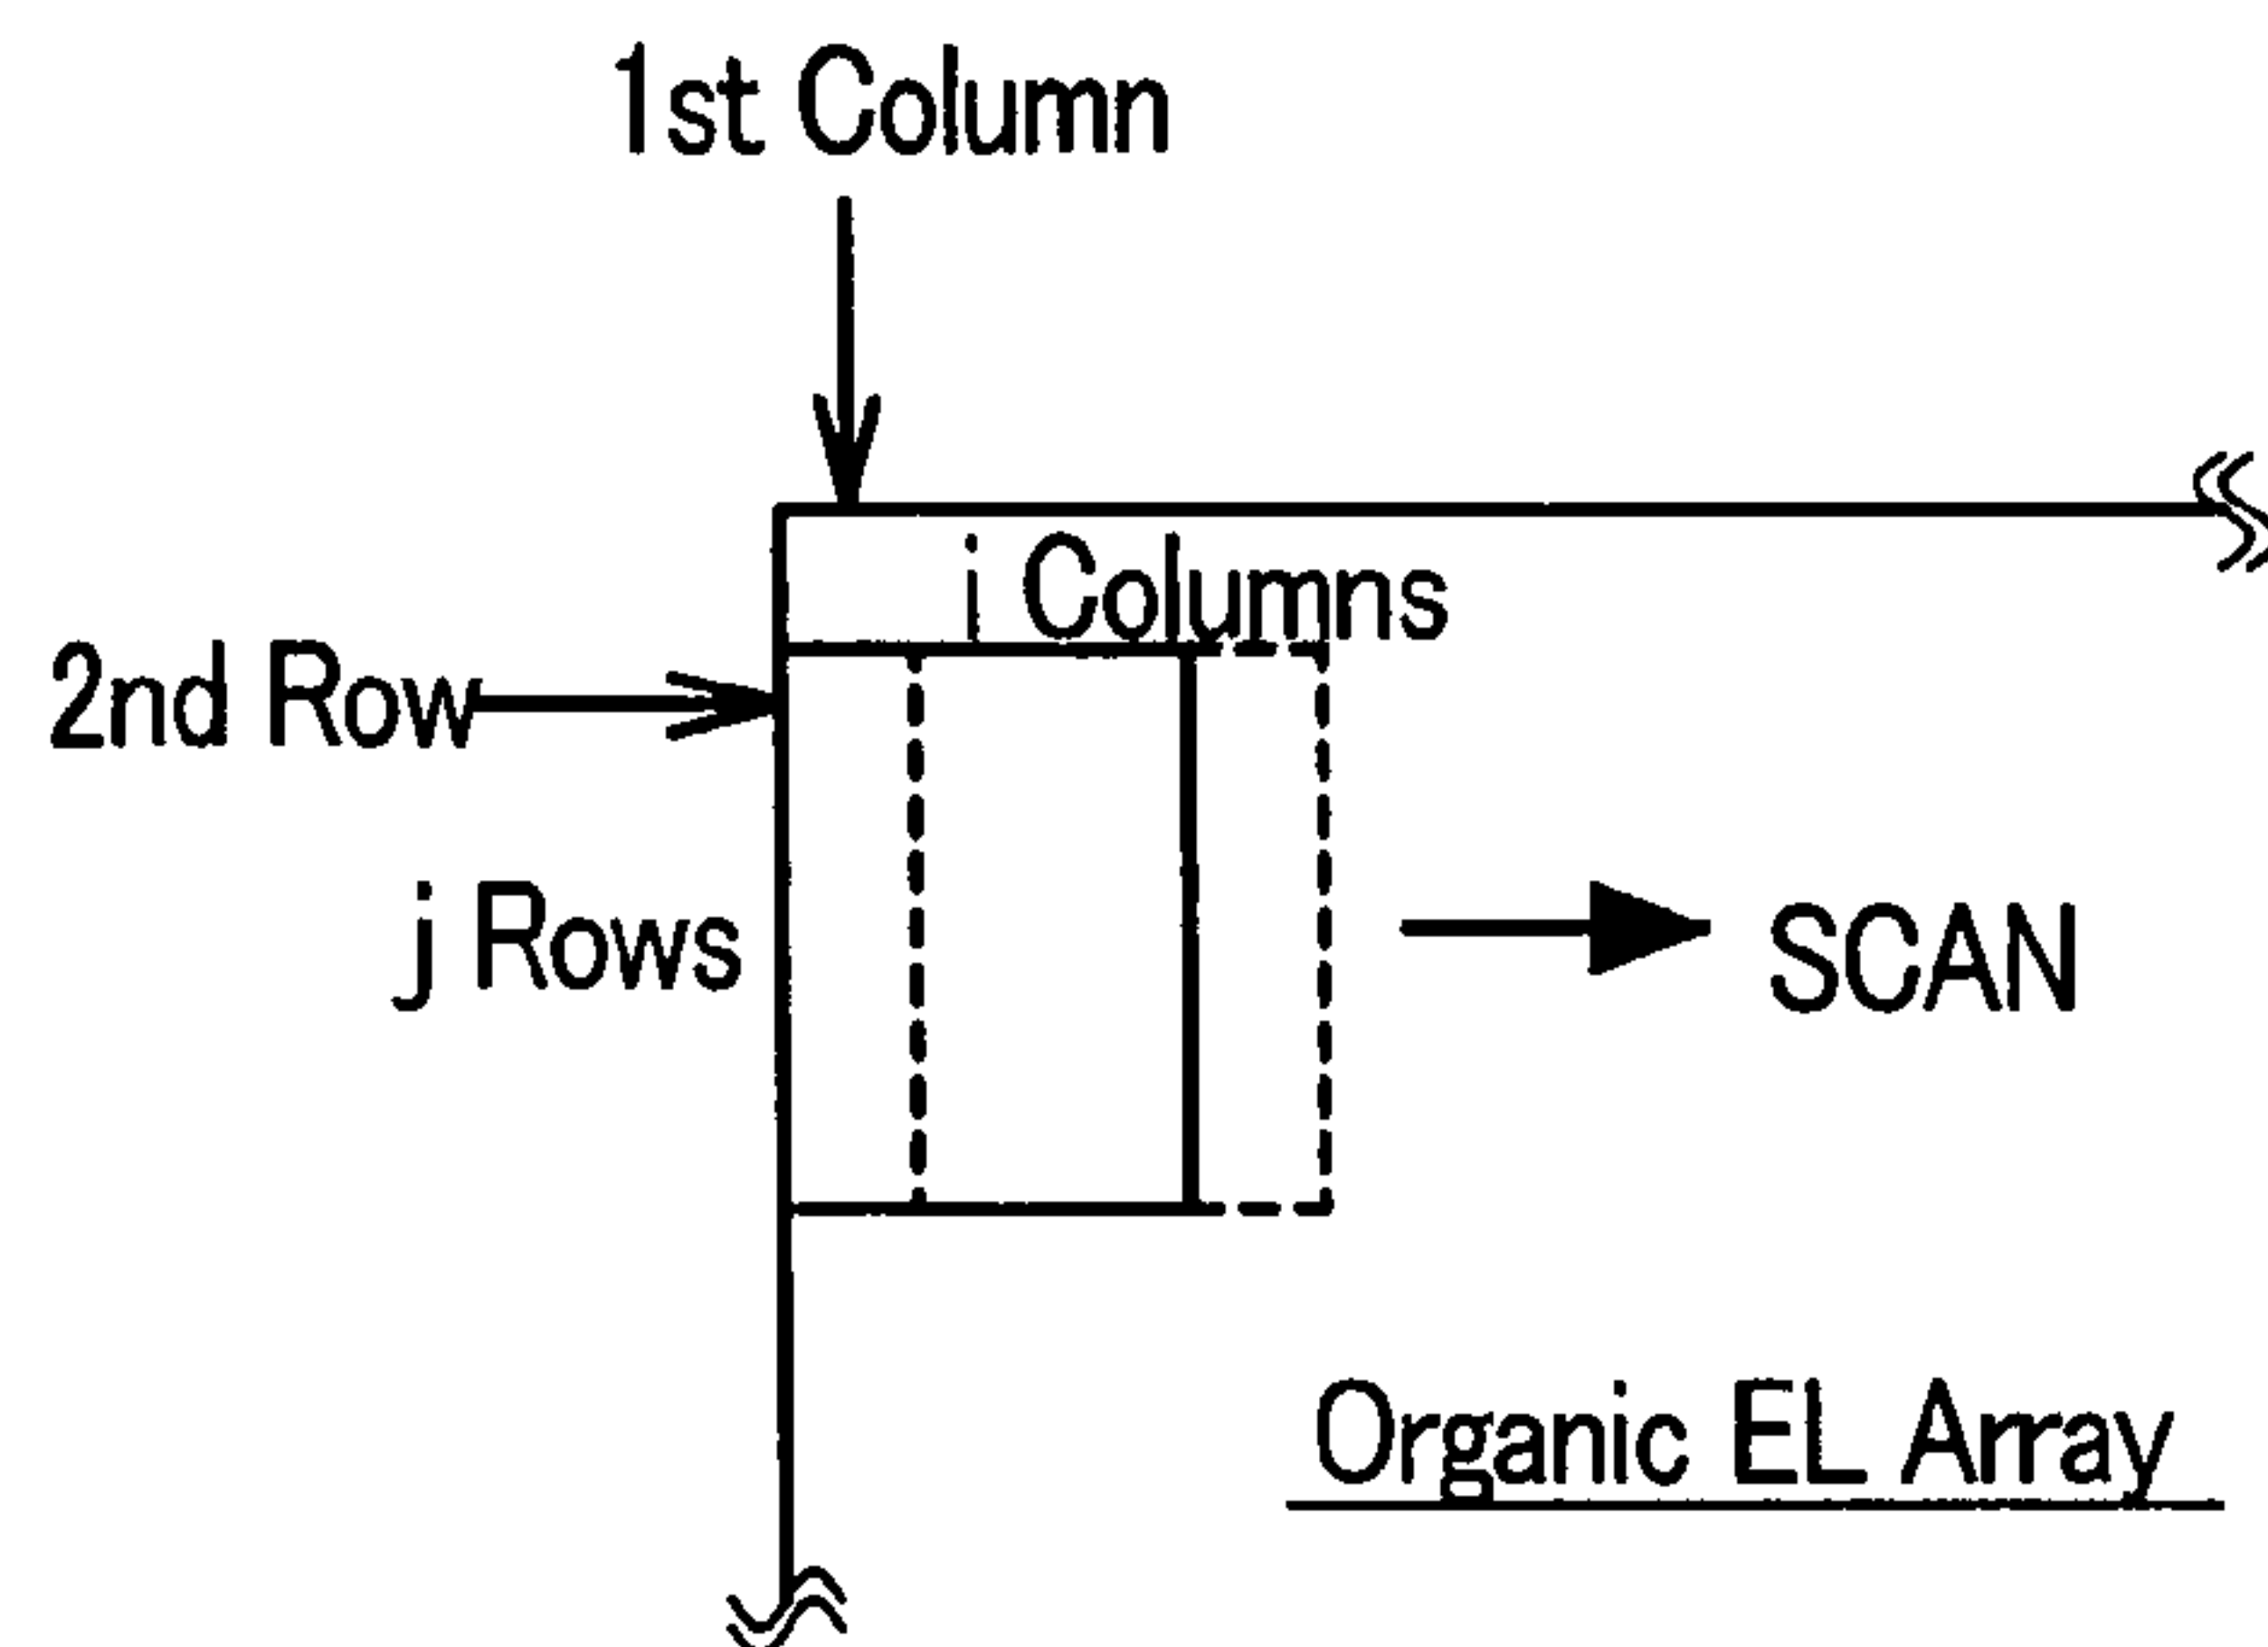 1st Column
i Columns
2nd Row
j Rows
SCAN
Organic EL Array